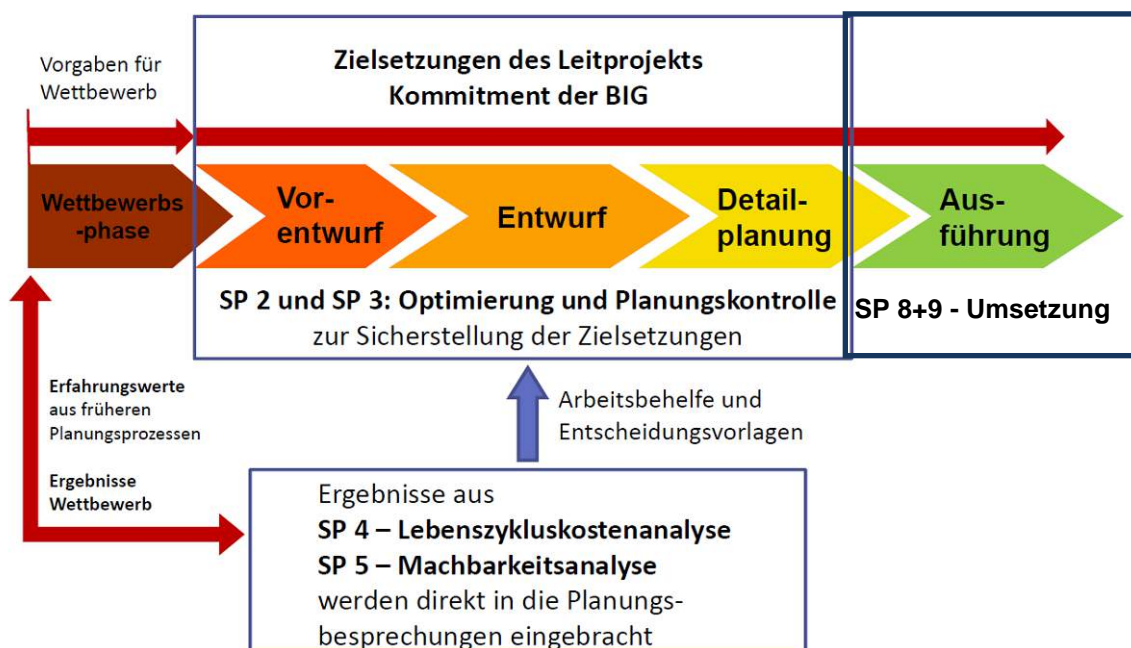 Vorgaben für
Wettbewerb
Zielsetzungen des Leitprojekts
Kommitment der BIG
Wettbewerbs
-phase
Vor-
entwurf
Entwurf
Detail-
planung
Aus-
führung
SP 2 und SP 3: Optimierung und Planungskontrolle
zur Sicherstellung der Zielsetzungen
SP 8+9 - Umsetzung
Erfahrungswerte
aus früheren
Planungsprozessen
Ergebnisse
Wettbewerb
Arbeitsbehelfe und
Entscheidungsvorlagen
Ergebnisse aus
SP 4 – Lebenszykluskostenanalyse
SP 5 – Machbarkeitsanalyse
werden direkt in die Planungs-
besprechungen eingebracht